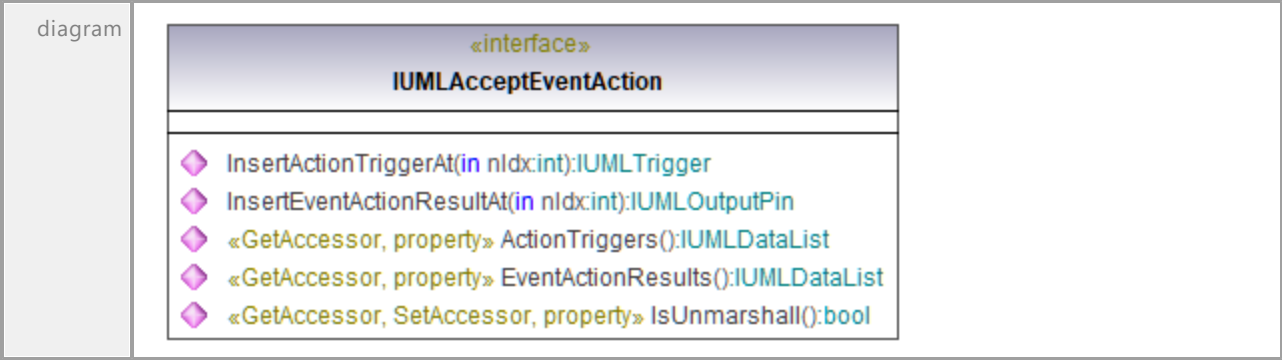 diagram
«interface»
IUMLAcceptEventAction
InsertActionTriggerAt(in nIdx:int):IUMLTrigger
InsertEventActionResultAt(in nIdx:int):IUMLOutputPin
«GetAccessor, property» ActionTriggers():IUMLDataList
«GetAccessor, property» EventActionResults():IUMLDataList
«GetAccessor, SetAccessor, property» IsUnmarshall():bool